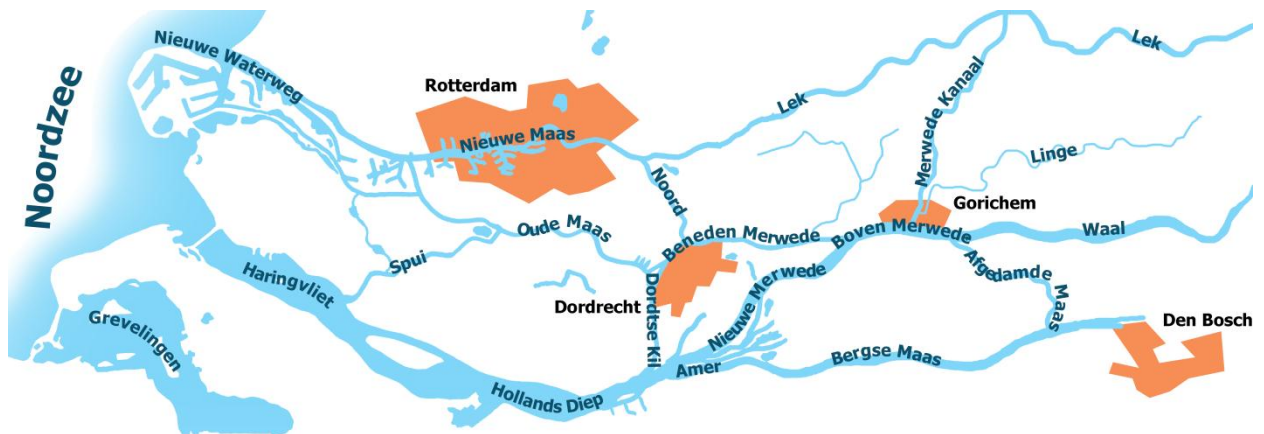 Noordzee
Nieuwe Waterweg
Rotterdam
Nieuwe Maas
Lek
Lek
Merwede Kanaal
Linge
Gorichem
Noord
Oude Maas
Beneden Merwede
Boven Merwede
Waal
Spui
Haringvliet
Dordrecht
Dordtse Kil
Nieuwe Merwede
Afgedamde Maas
Den Bosch
Grevelingen
Hollands Diep
Amer
Bergse Maas